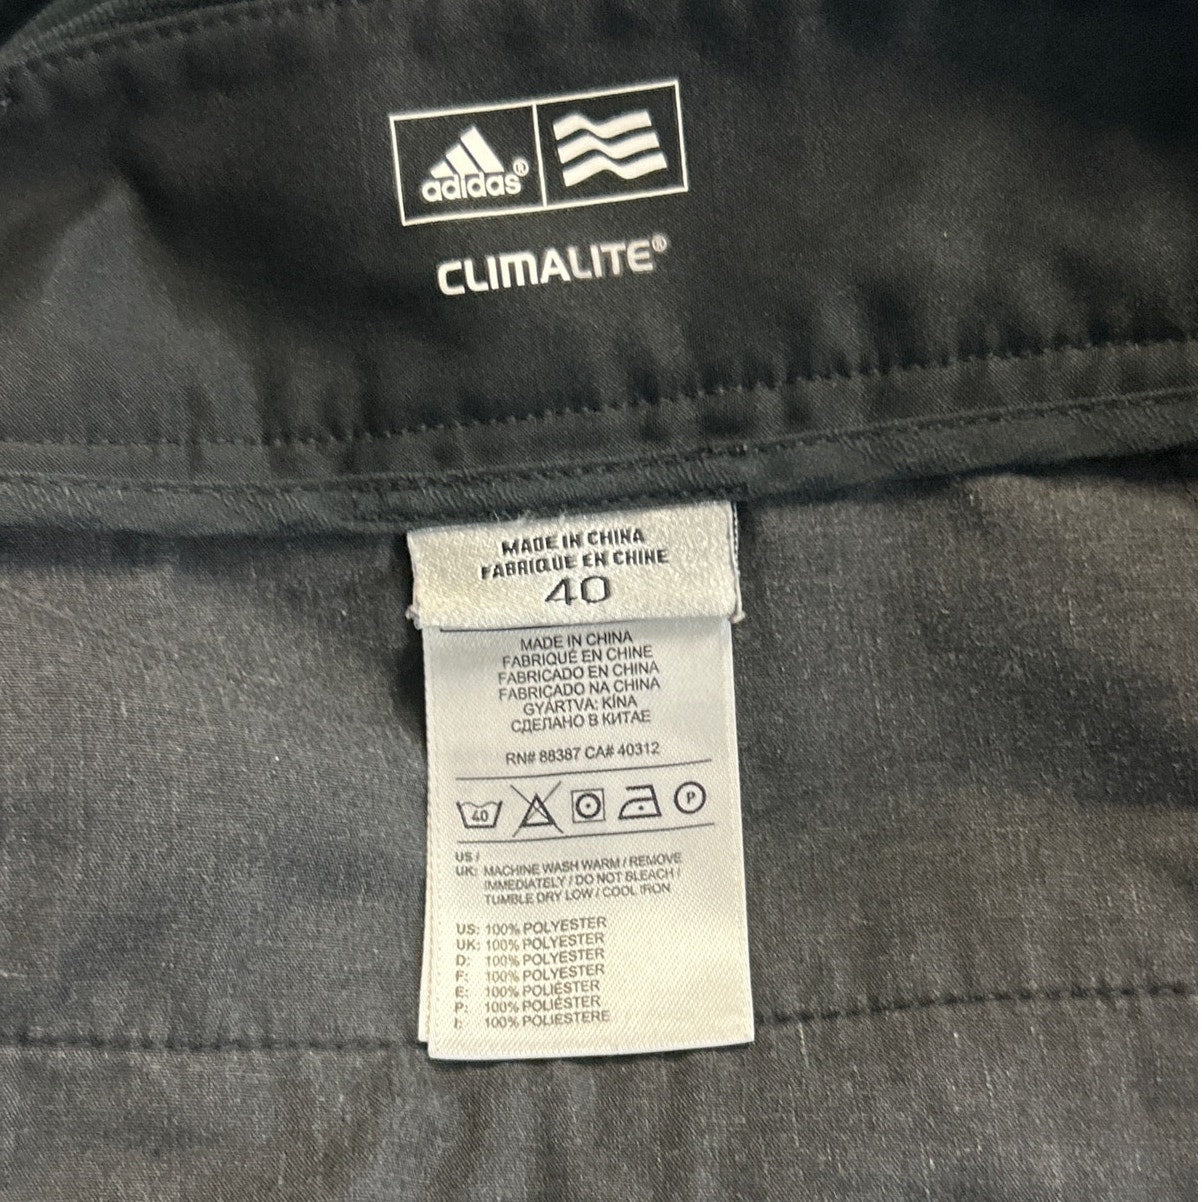 adidas®
CLIMALITE®
MADE IN CHINA
FABRIQUE EN CHINE
40
MADE IN CHINA
FABRIQUÉ EN CHINE
FABRICADO EN CHINA
FABRICADO NA CHINA
GYÁRTVA: KÍNA
СДЕЛАНО В КИТАЕ
RN# 88387 CA# 40312
40 P
US /
UK: MACHINE WASH WARM / REMOVE
IMMEDIATELY / DO NOT BLEACH /
TUMBLE DRY LOW / COOL IRON
US: 100% POLYESTER
UK: 100% POLYESTER
D: 100% POLYESTER
F: 100% POLYESTER
E: 100% POLIÉSTER
P: 100% POLIÉSTER
I: 100% POLIESTERE